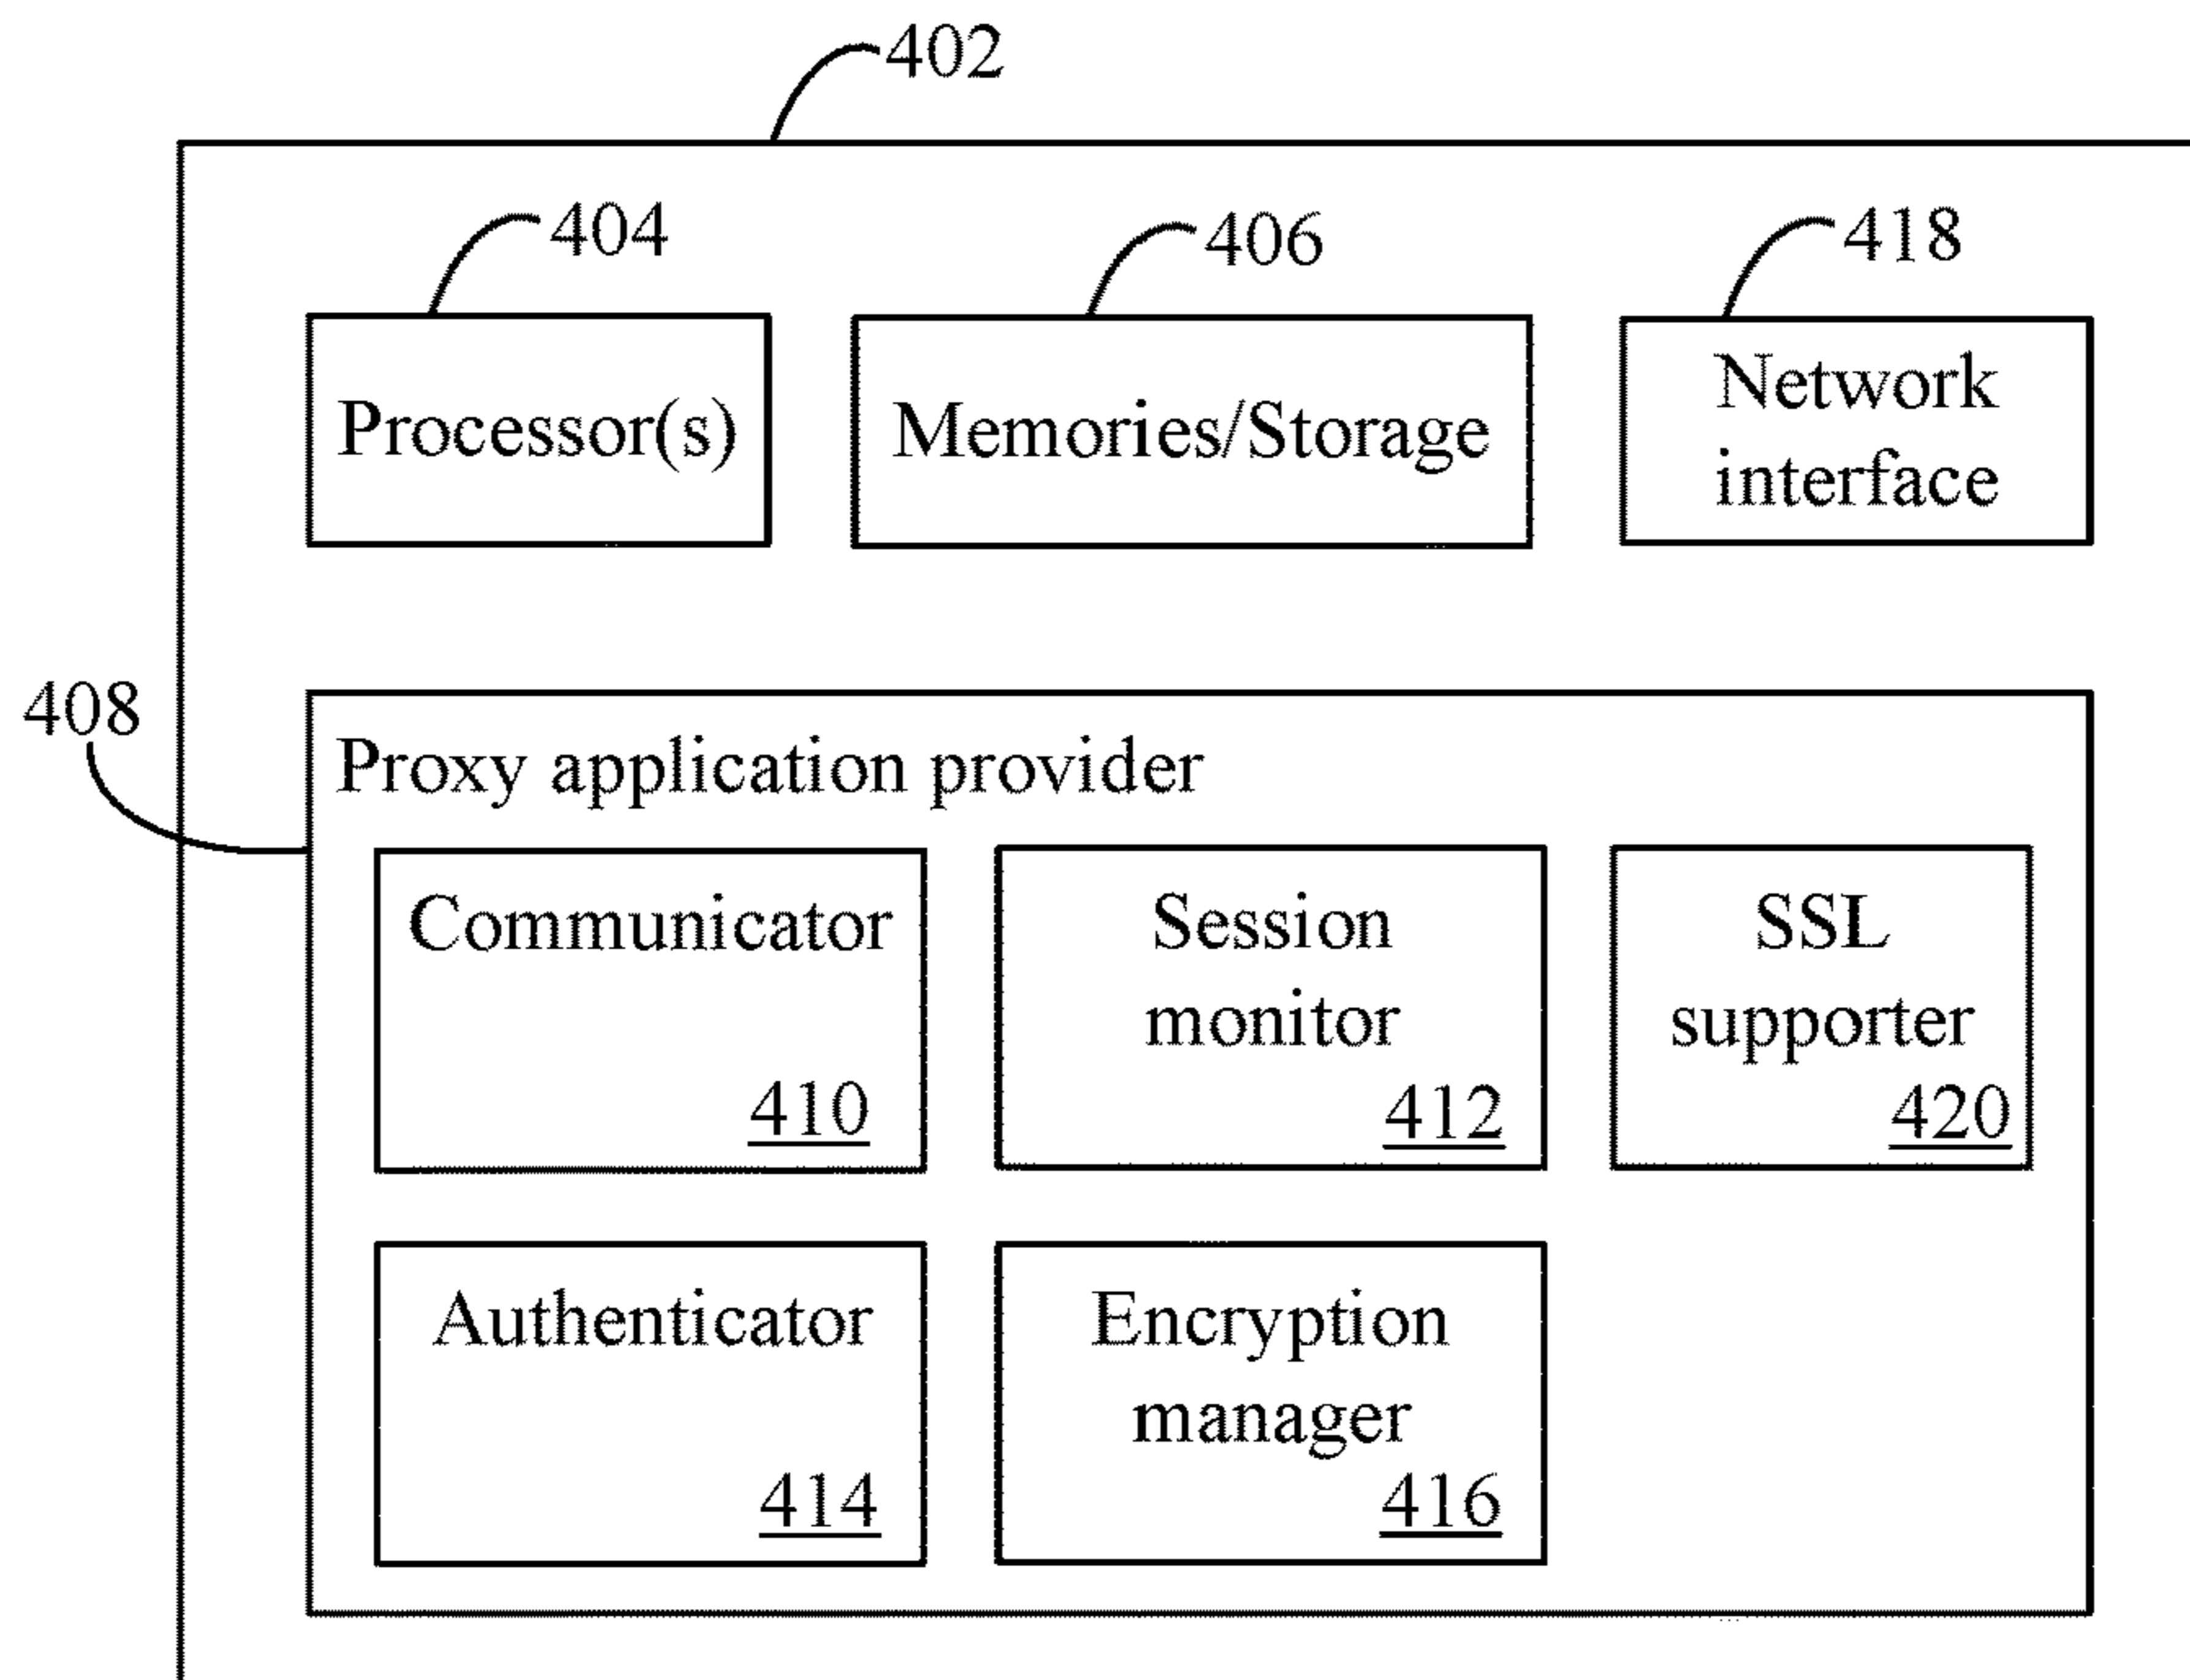 402
404
406
418
Processor(s)
Memories/Storage
Network
interface
408
Proxy application provider
Communicator
410
Session
monitor
412
SSL
supporter
420
Authenticator
414
Encryption
manager
416